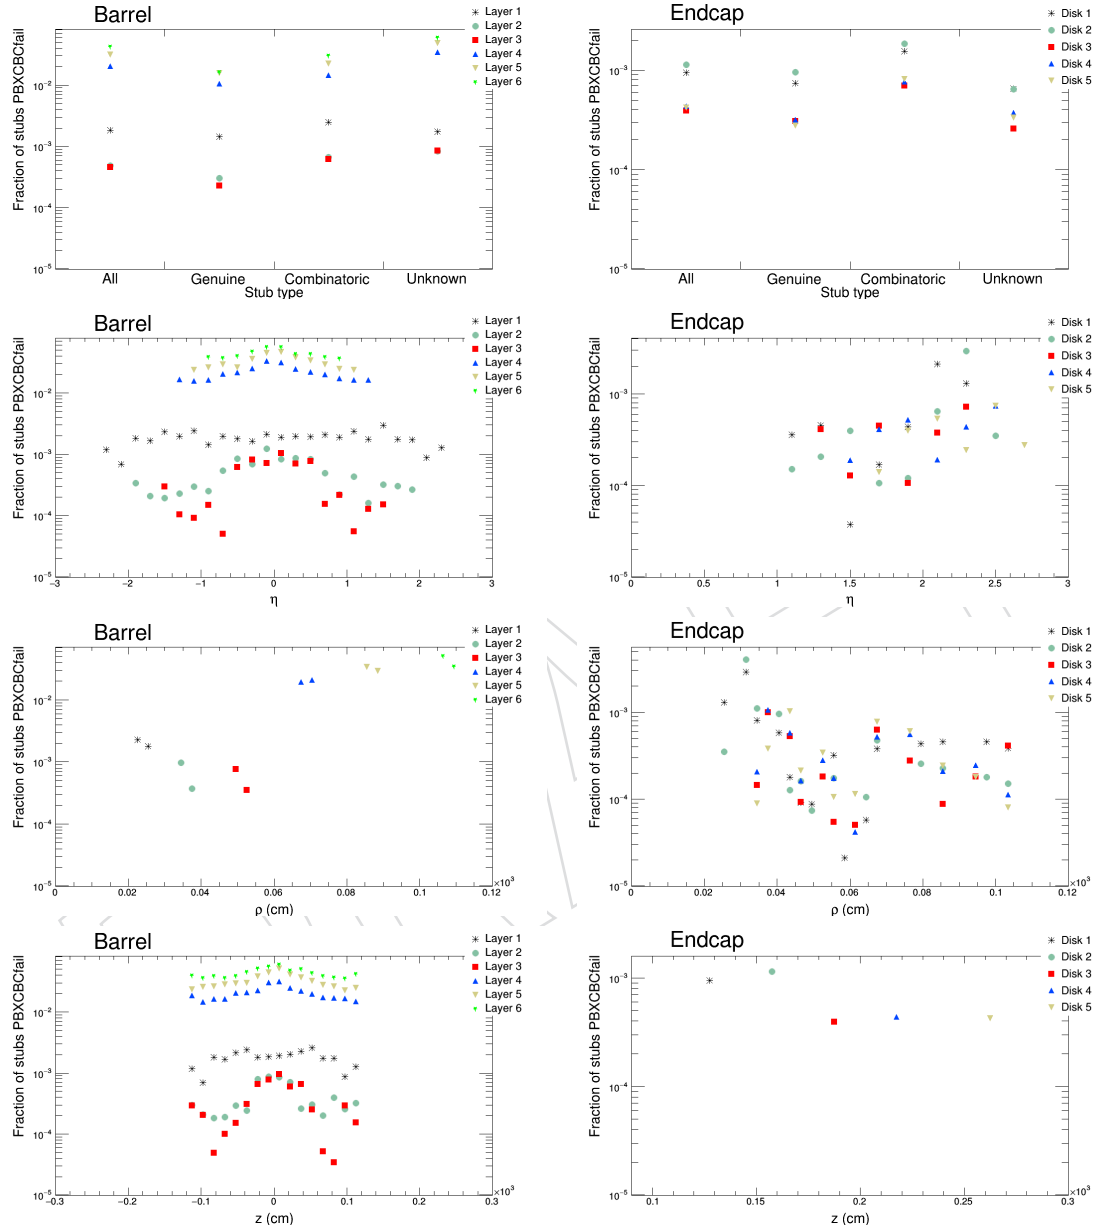 Barrel
Layer 1
Layer 2
Layer 3
Layer 4
Layer 5
Layer 6
Fraction of stubs PBXCBCfail
10⁻²
10⁻³
10⁻⁴
10⁻⁵
All Genuine Combinatoric Unknown
Stub type
Endcap
Disk 1
Disk 2
Disk 3
Disk 4
Disk 5
Fraction of stubs PBXCBCfail
10⁻³
10⁻⁴
10⁻⁵
All Genuine Combinatoric Unknown
Stub type
Barrel
Layer 1
Layer 2
Layer 3
Layer 4
Layer 5
Layer 6
Fraction of stubs PBXCBCfail
10⁻²
10⁻³
10⁻⁴
10⁻⁵
−3 −2 −1 0 1 2 3
η
Endcap
Disk 1
Disk 2
Disk 3
Disk 4
Disk 5
Fraction of stubs PBXCBCfail
10⁻³
10⁻⁴
10⁻⁵
0 0.5 1 1.5 2 2.5 3
η
Barrel
Layer 1
Layer 2
Layer 3
Layer 4
Layer 5
Layer 6
Fraction of stubs PBXCBCfail
10⁻²
10⁻³
10⁻⁴
10⁻⁵
0 0.02 0.04 0.06 0.08 0.1 0.12
×10³
ρ (cm)
Endcap
Disk 1
Disk 2
Disk 3
Disk 4
Disk 5
Fraction of stubs PBXCBCfail
10⁻³
10⁻⁴
10⁻⁵
0 0.02 0.04 0.06 0.08 0.1 0.12
×10³
ρ (cm)
Barrel
Layer 1
Layer 2
Layer 3
Layer 4
Layer 5
Layer 6
Fraction of stubs PBXCBCfail
10⁻²
10⁻³
10⁻⁴
10⁻⁵
−0.3 −0.2 −0.1 0 0.1 0.2 0.3
×10³
z (cm)
Endcap
Disk 1
Disk 2
Disk 3
Disk 4
Disk 5
Fraction of stubs PBXCBCfail
10⁻³
10⁻⁴
10⁻⁵
0.1 0.15 0.2 0.25 0.3
×10³
z (cm)